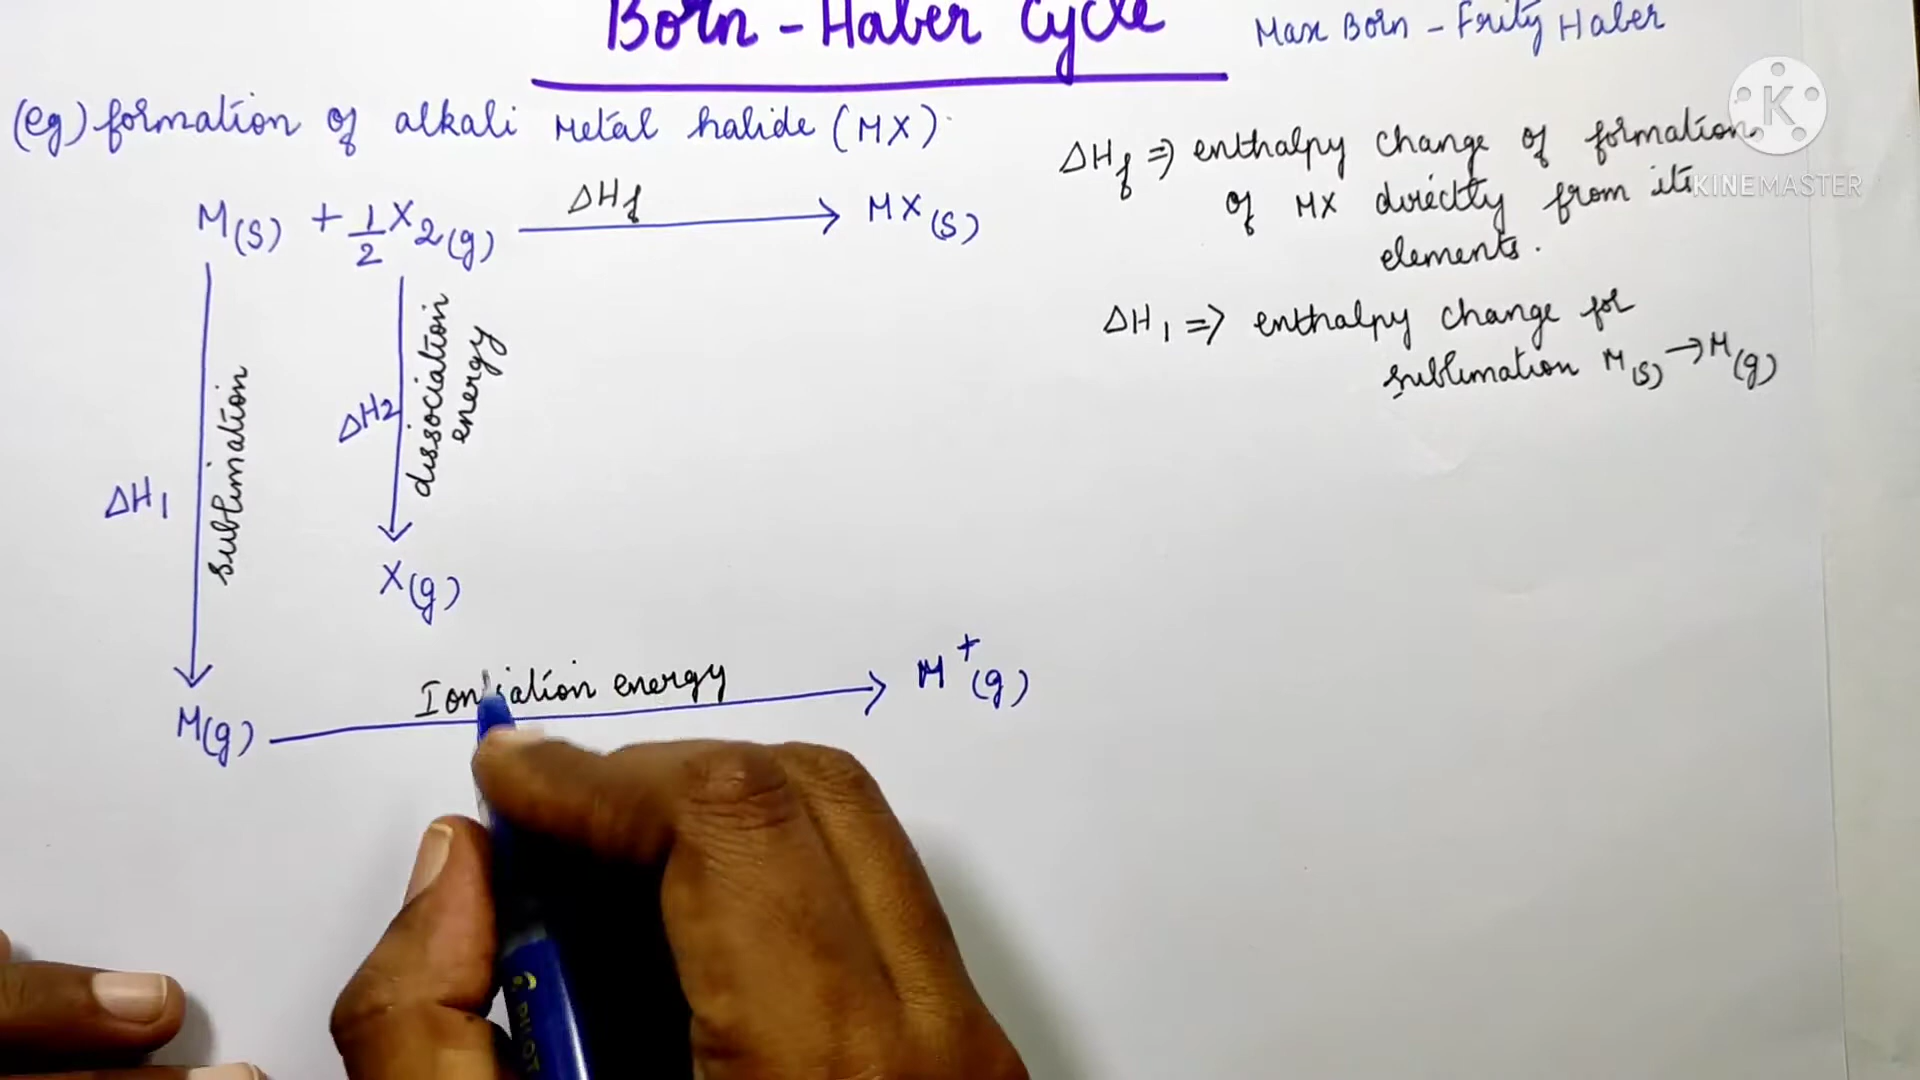 Born - Haber Cycle
Max Born - Frity Haber
(eg) formation of alkali Metal halide (MX).
M(s) + 1/2 X2(g) ΔHf → MX(s)
ΔHf ⇒ enthalpy change of formation
of MX directly from its
elements.
ΔH1 ⇒ enthalpy change for
sublimation M(s) → M(g)
ΔH1
sublimation
ΔH2
dissociation
energy
X(g)
energy
M(g) → M+(g)
KINEMASTER
K
PILOT